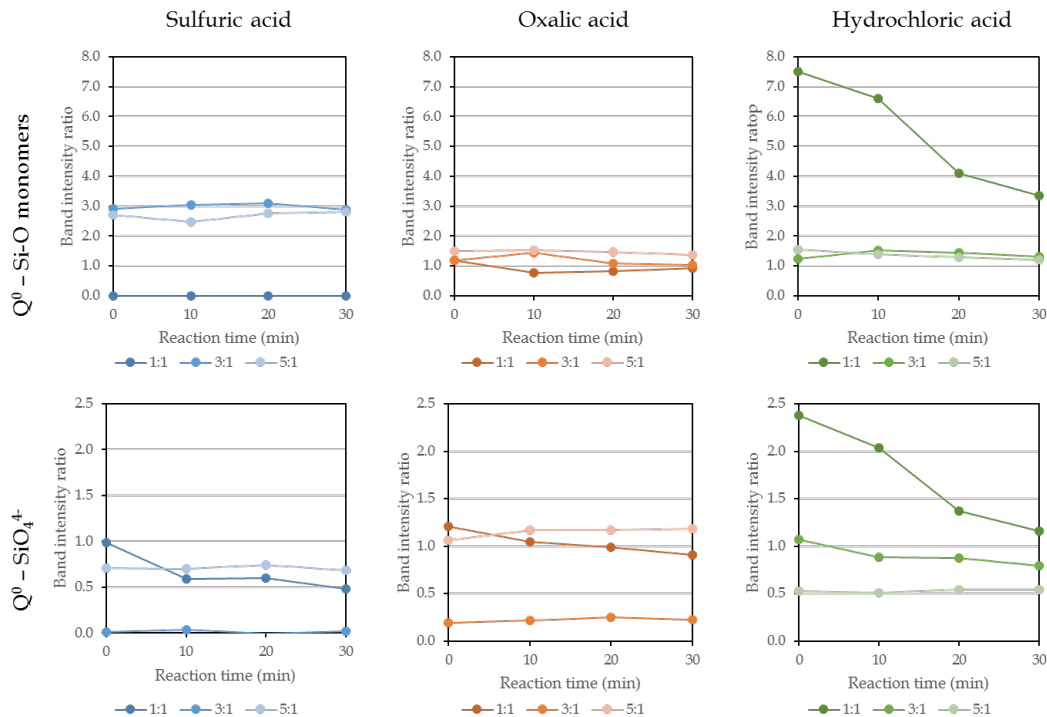 Sulfuric acid
Oxalic acid
Hydrochloric acid
Q⁰ – Si-O monomers
Band intensity ratio
8.0
7.0
6.0
5.0
4.0
3.0
2.0
1.0
0.0
0 10 20 30
Reaction time (min)
1:1 3:1 5:1
Band intensity ratio
8.0
7.0
6.0
5.0
4.0
3.0
2.0
1.0
0.0
0 10 20 30
Reaction time (min)
1:1 3:1 5:1
Band intensity ratop
8.0
7.0
6.0
5.0
4.0
3.0
2.0
1.0
0.0
0 10 20 30
Reaction time (min)
1:1 3:1 5:1
Q⁰ – SiO₄⁴⁻
Band intensity ratio
2.5
2.0
1.5
1.0
0.5
0.0
0 10 20 30
Reaction time (min)
1:1 3:1 5:1
Band intensity ratio
2.5
2.0
1.5
1.0
0.5
0.0
0 10 20 30
Reaction time (min)
1:1 3:1 5:1
Band intensity ratio
2.5
2.0
1.5
1.0
0.5
0.0
0 10 20 30
Reaction time (min)
1:1 3:1 5:1